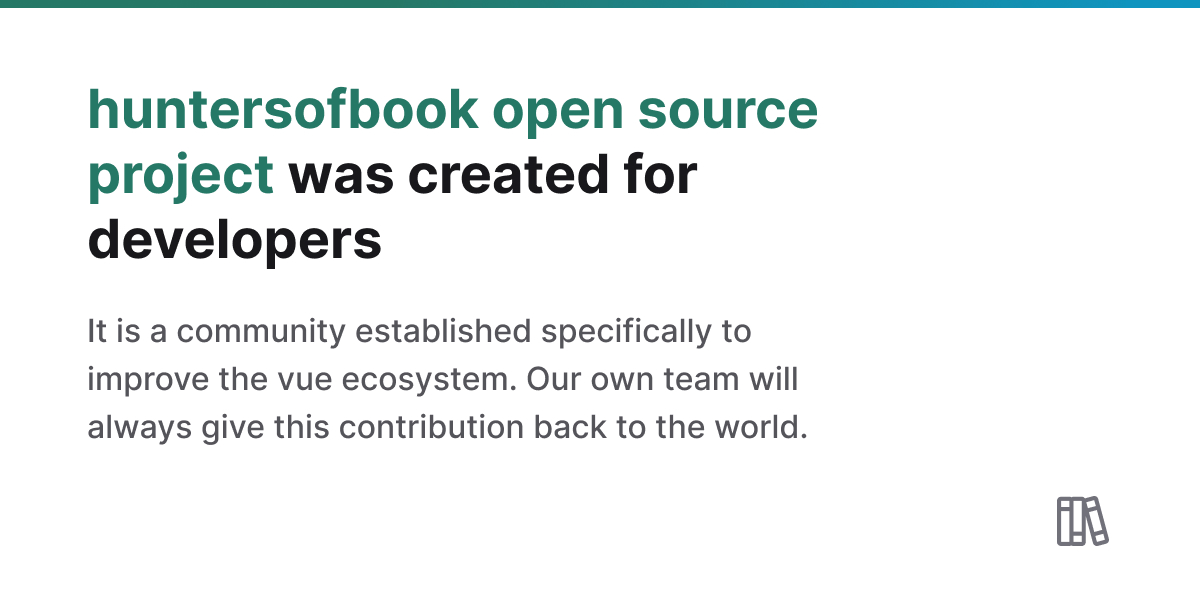 huntersofbook open source
project was created for
developers
It is a community established specifically to
improve the vue ecosystem. Our own team will
always give this contribution back to the world.